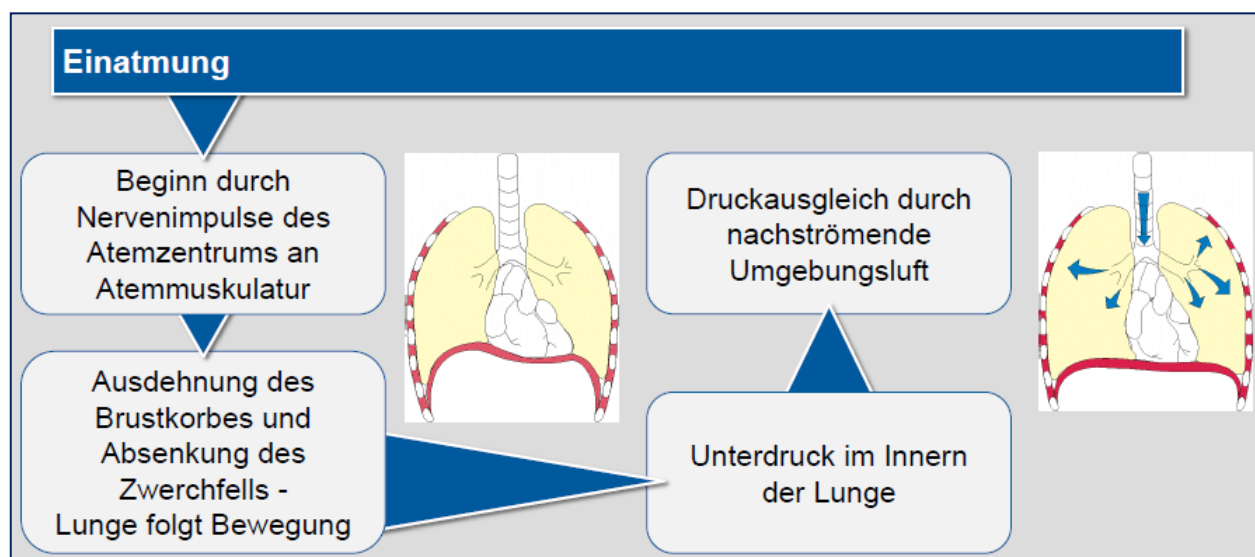 Einatmung
Beginn durch
Nervenimpulse des
Atemzentrums an
Atemmuskulatur
Ausdehnung des
Brustkorbes und
Absenkung des
Zwerchfells -
Lunge folgt Bewegung
Unterdruck im Innern
der Lunge
Druckausgleich durch
nachströmende
Umgebungsluft